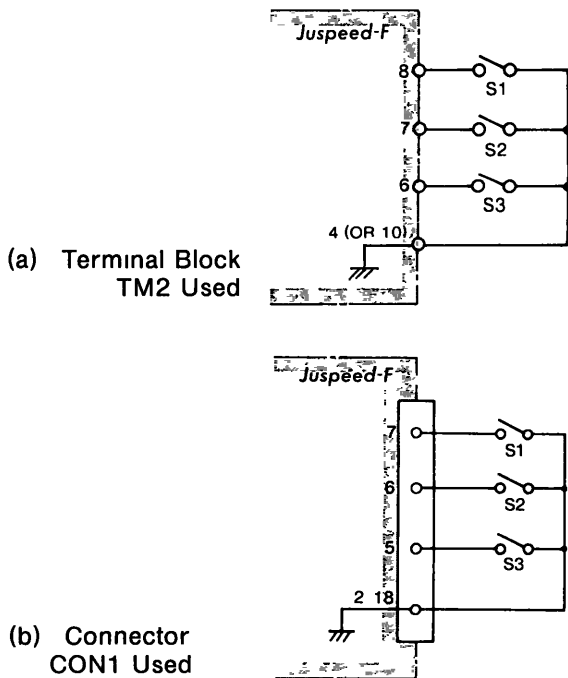 Juspeed-F
8
S1
7
S2
6
S3
4 (OR 10)
(a) Terminal Block
TM2 Used
Juspeed-F
7
S1
6
S2
5
S3
2 18
(b) Connector
CON1 Used